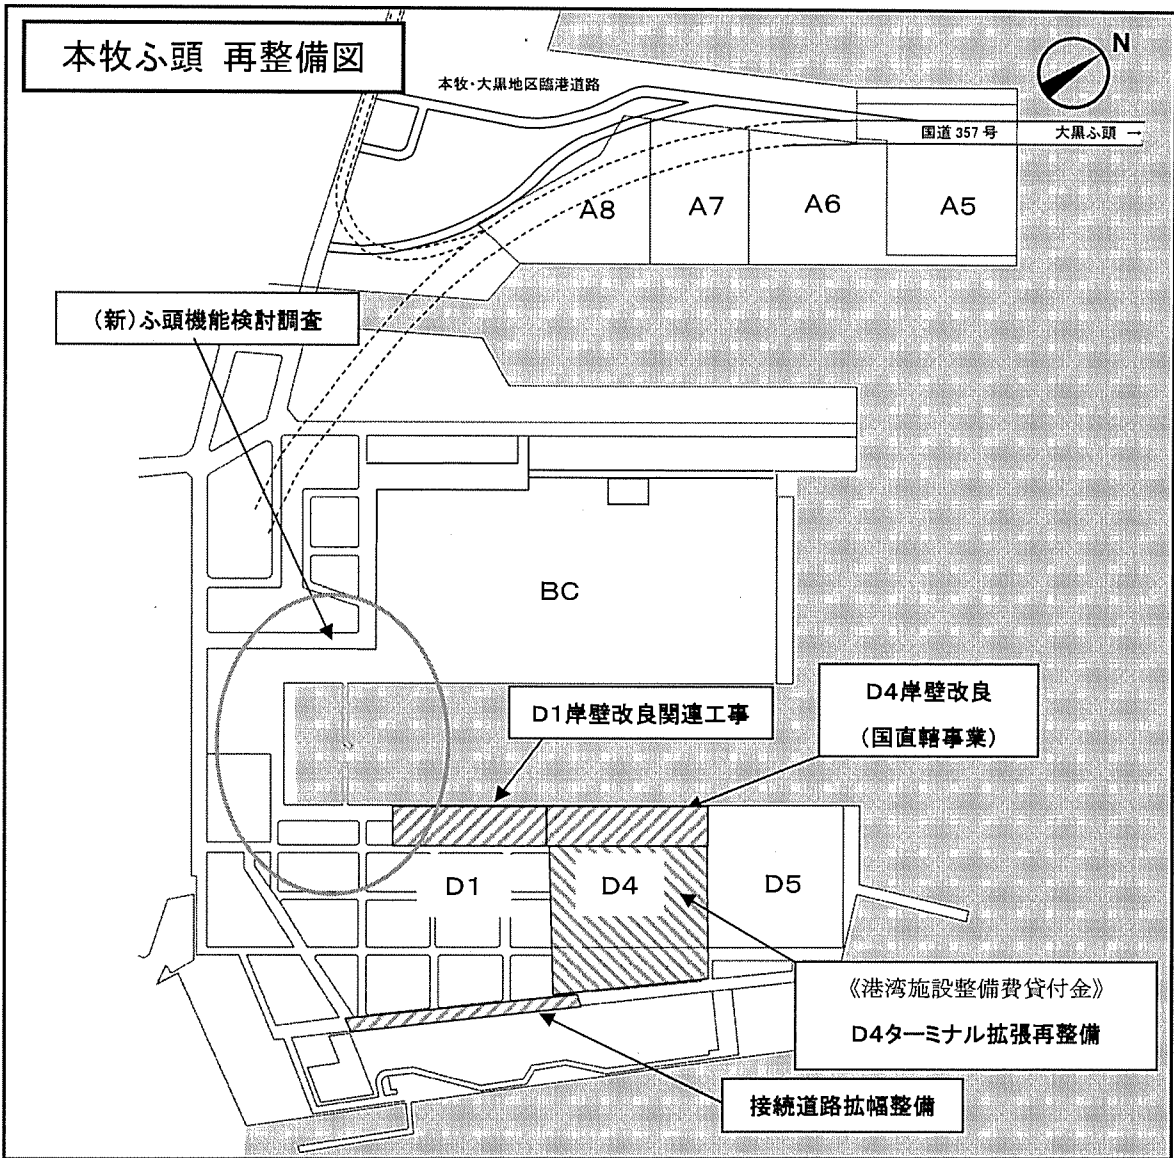 本牧ふ頭 再整備図
N
本牧・大黒地区臨港道路
国道357号
大黒ふ頭 →
A8
A7
A6
A5
(新)ふ頭機能検討調査
BC
D1岸壁改良関連工事
D4岸壁改良
(国直轄事業)
D1
D4
D5
《港湾施設整備費貸付金》
D4ターミナル拡張再整備
接続道路拡幅整備